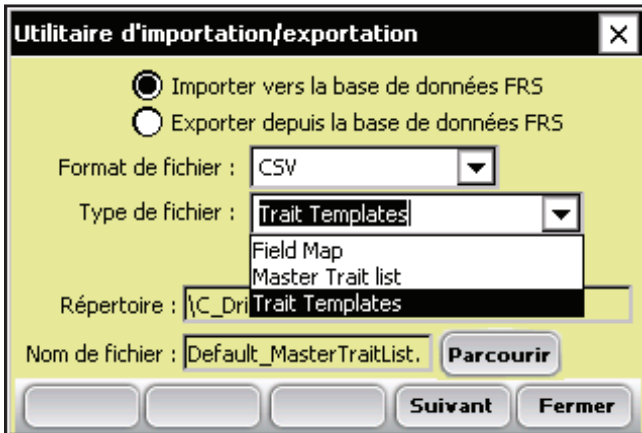 Utilitaire d'importation/exportation
Importer vers la base de données FRS
Exporter depuis la base de données FRS
Format de fichier : CSV
Type de fichier : Trait Templates
Field Map
Master Trait list
Trait Templates
Répertoire : \C_Dri
Nom de fichier : Default_MasterTraitList. Parcourir
Suivant Fermer